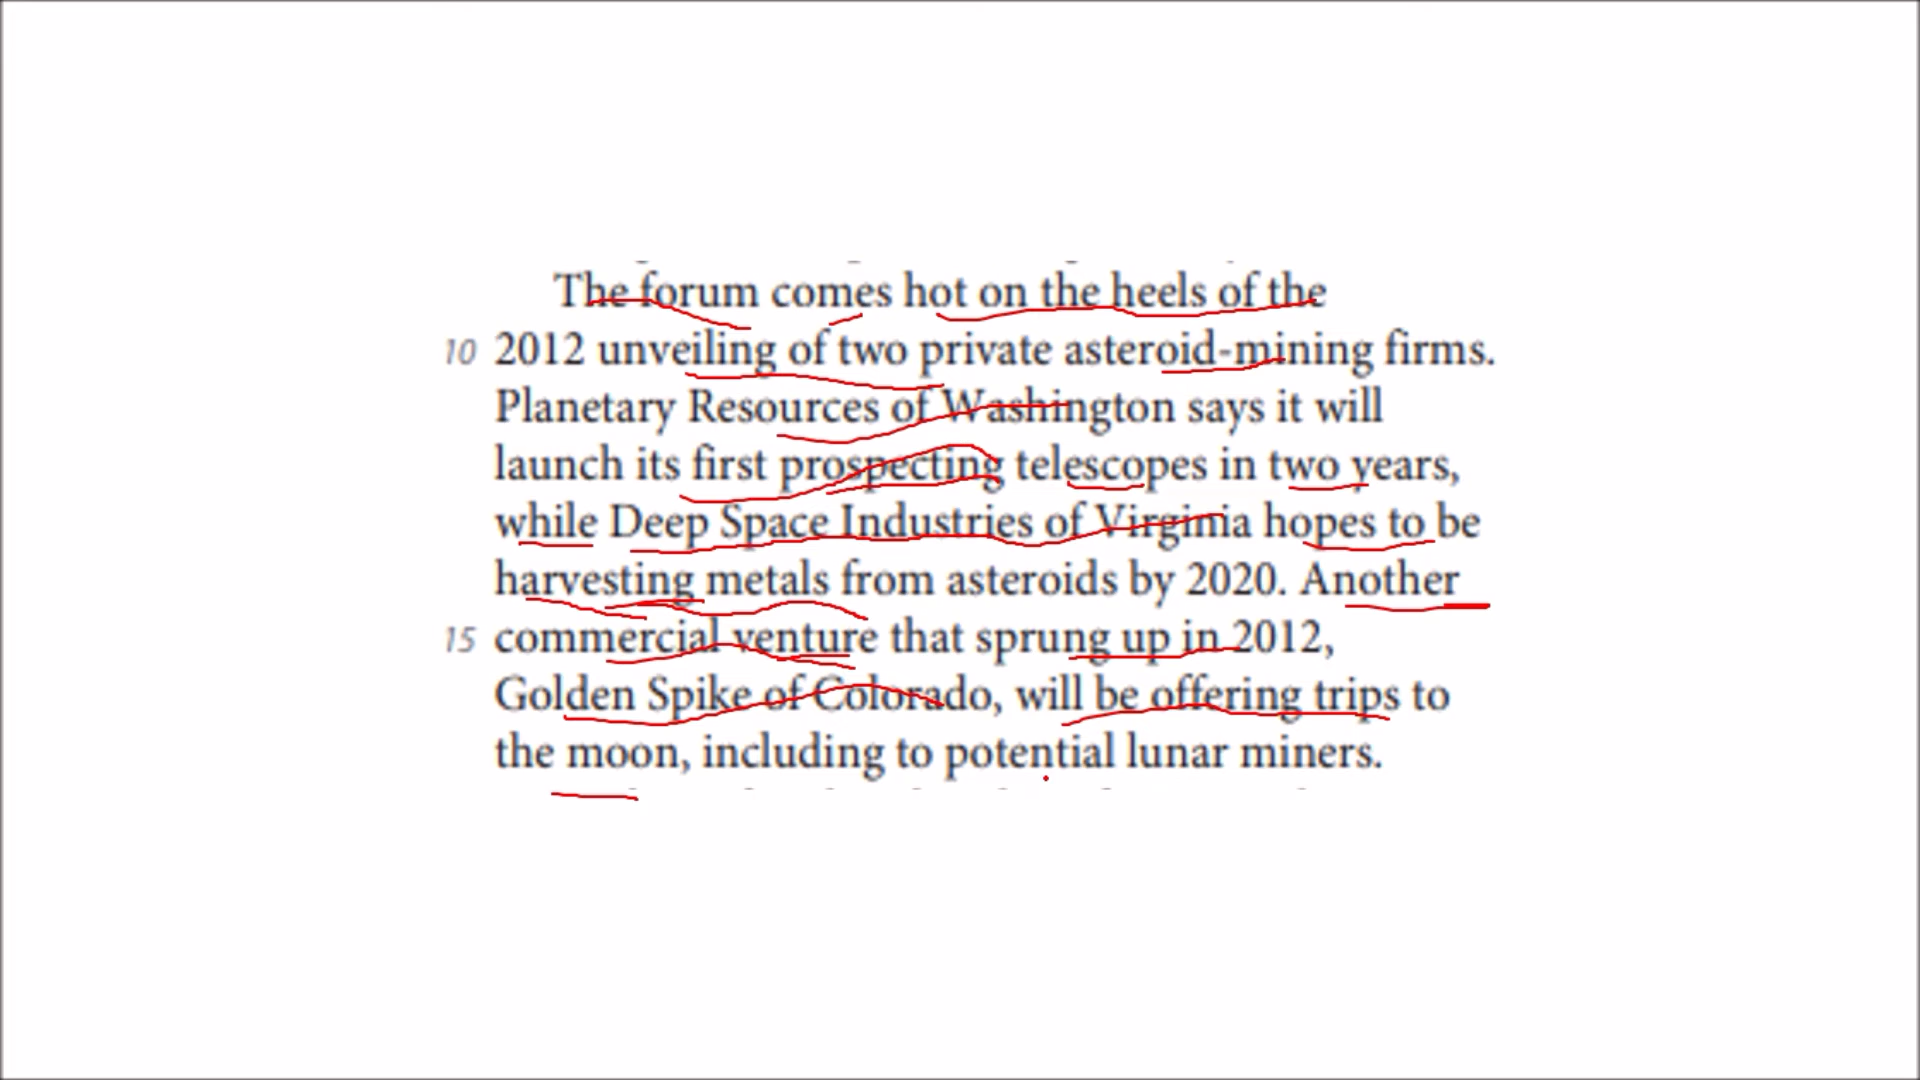 The forum comes hot on the heels of the
10 2012 unveiling of two private asteroid-mining firms.
Planetary Resources of Washington says it will
launch its first prospecting telescopes in two years,
while Deep Space Industries of Virginia hopes to be
harvesting metals from asteroids by 2020. Another
15 commercial venture that sprung up in 2012,
Golden Spike of Colorado, will be offering trips to
the moon, including to potential lunar miners.